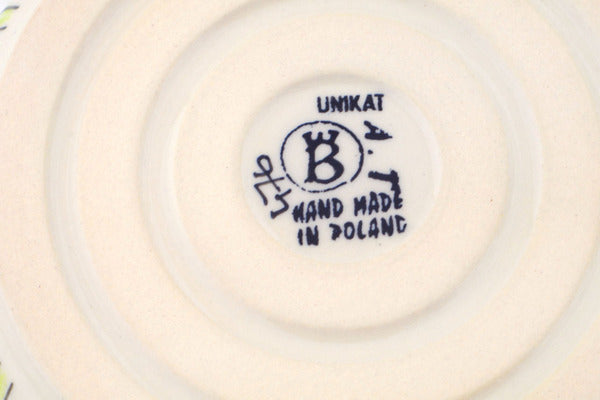 UNIKAT
A.T
B
HAND MADE
IN POLAND